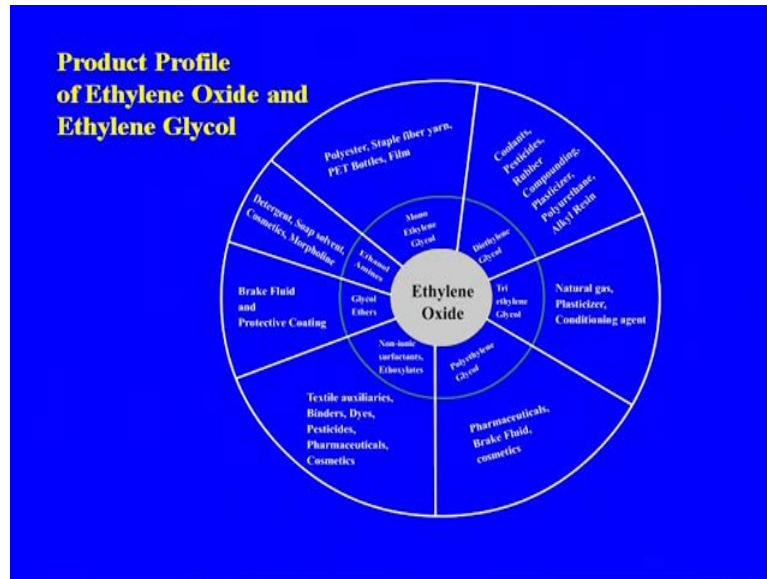 Product Profile
of Ethylene Oxide and
Ethylene Glycol
Polyester, Staple fiber yarn,
PET Bottles, Film
Coolants,
Pesticides,
Rubber
Compounding,
Plasticizer,
Polyurethane,
Alkyl Resin
Detergent, Soap solvent,
Cosmetics, Morpholine
Mono
Ethylene
Glycol
Diethylene
Glycol
Ethanol
Amines
Ethylene
Oxide
Tri
ethylene
Glycol
Natural gas,
Plasticizer,
Conditioning agent
Brake Fluid
and
Protective Coating
Glycol
Ethers
Non-ionic
surfactants,
Ethoxylates
Polyethylene
Glycol
Textile auxiliaries,
Binders, Dyes,
Pesticides,
Pharmaceuticals,
Cosmetics
Pharmaceuticals,
Brake Fluid,
cosmetics